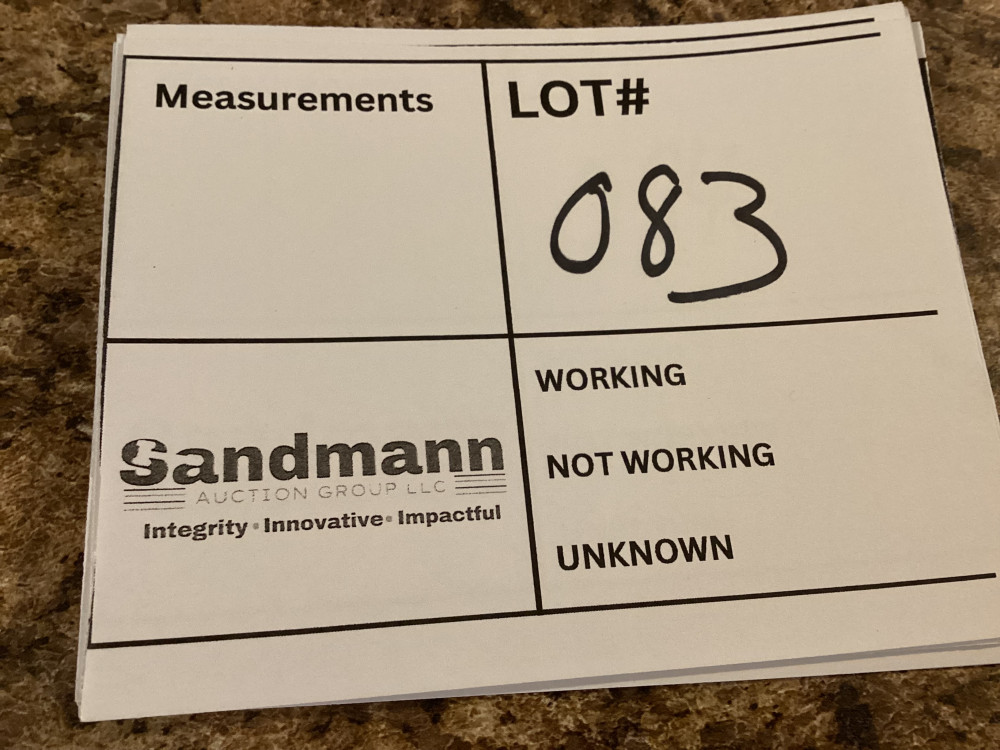 Measurements
LOT#
083
Sandmann
AUCTION GROUP LLC
Integrity • Innovative • Impactful
WORKING
NOT WORKING
UNKNOWN